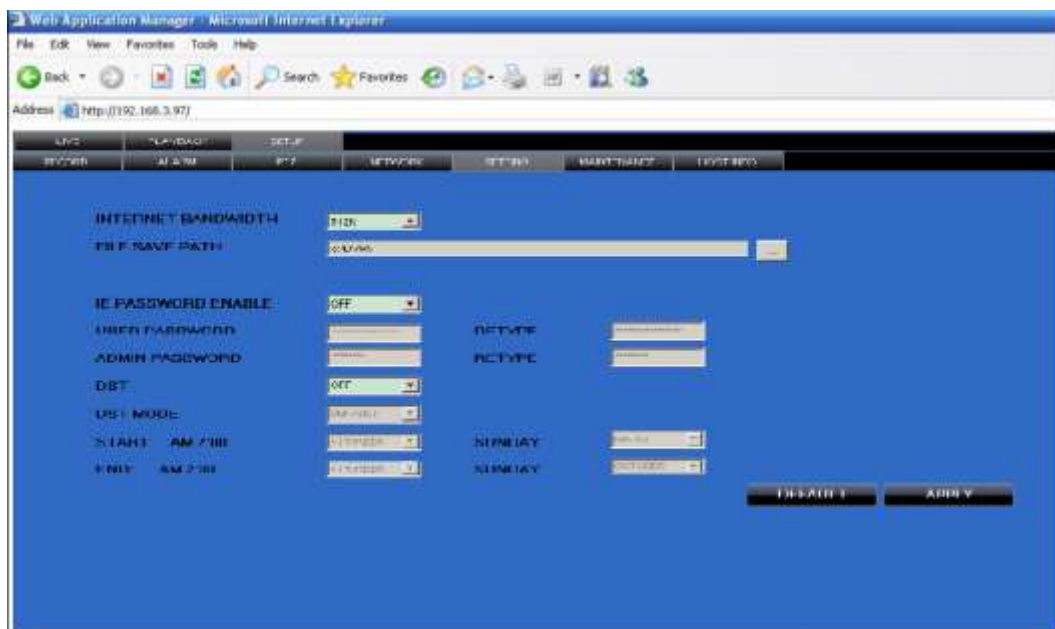 Web Application Manager - Microsoft Internet Explorer
File Edit View Favorites Tools Help
Back Search Favorites
Address http://192.168.3.97/
LIVE PLAYBACK SETUP
RECORD ALARM PTZ NETWORK SETTING MAINTENANCE HOST INFO
INTERNET BANDWIDTH 512K
FILE SAVE PATH ...
IE PASSWORD ENABLE OFF
USER PASSWORD RETYPE
ADMIN PASSWORD RETYPE
DST OFF
DST MODE
START AM 2:00 SUNDAY
END AM 2:00 SUNDAY OCTOBER
DEFAULT APPLY